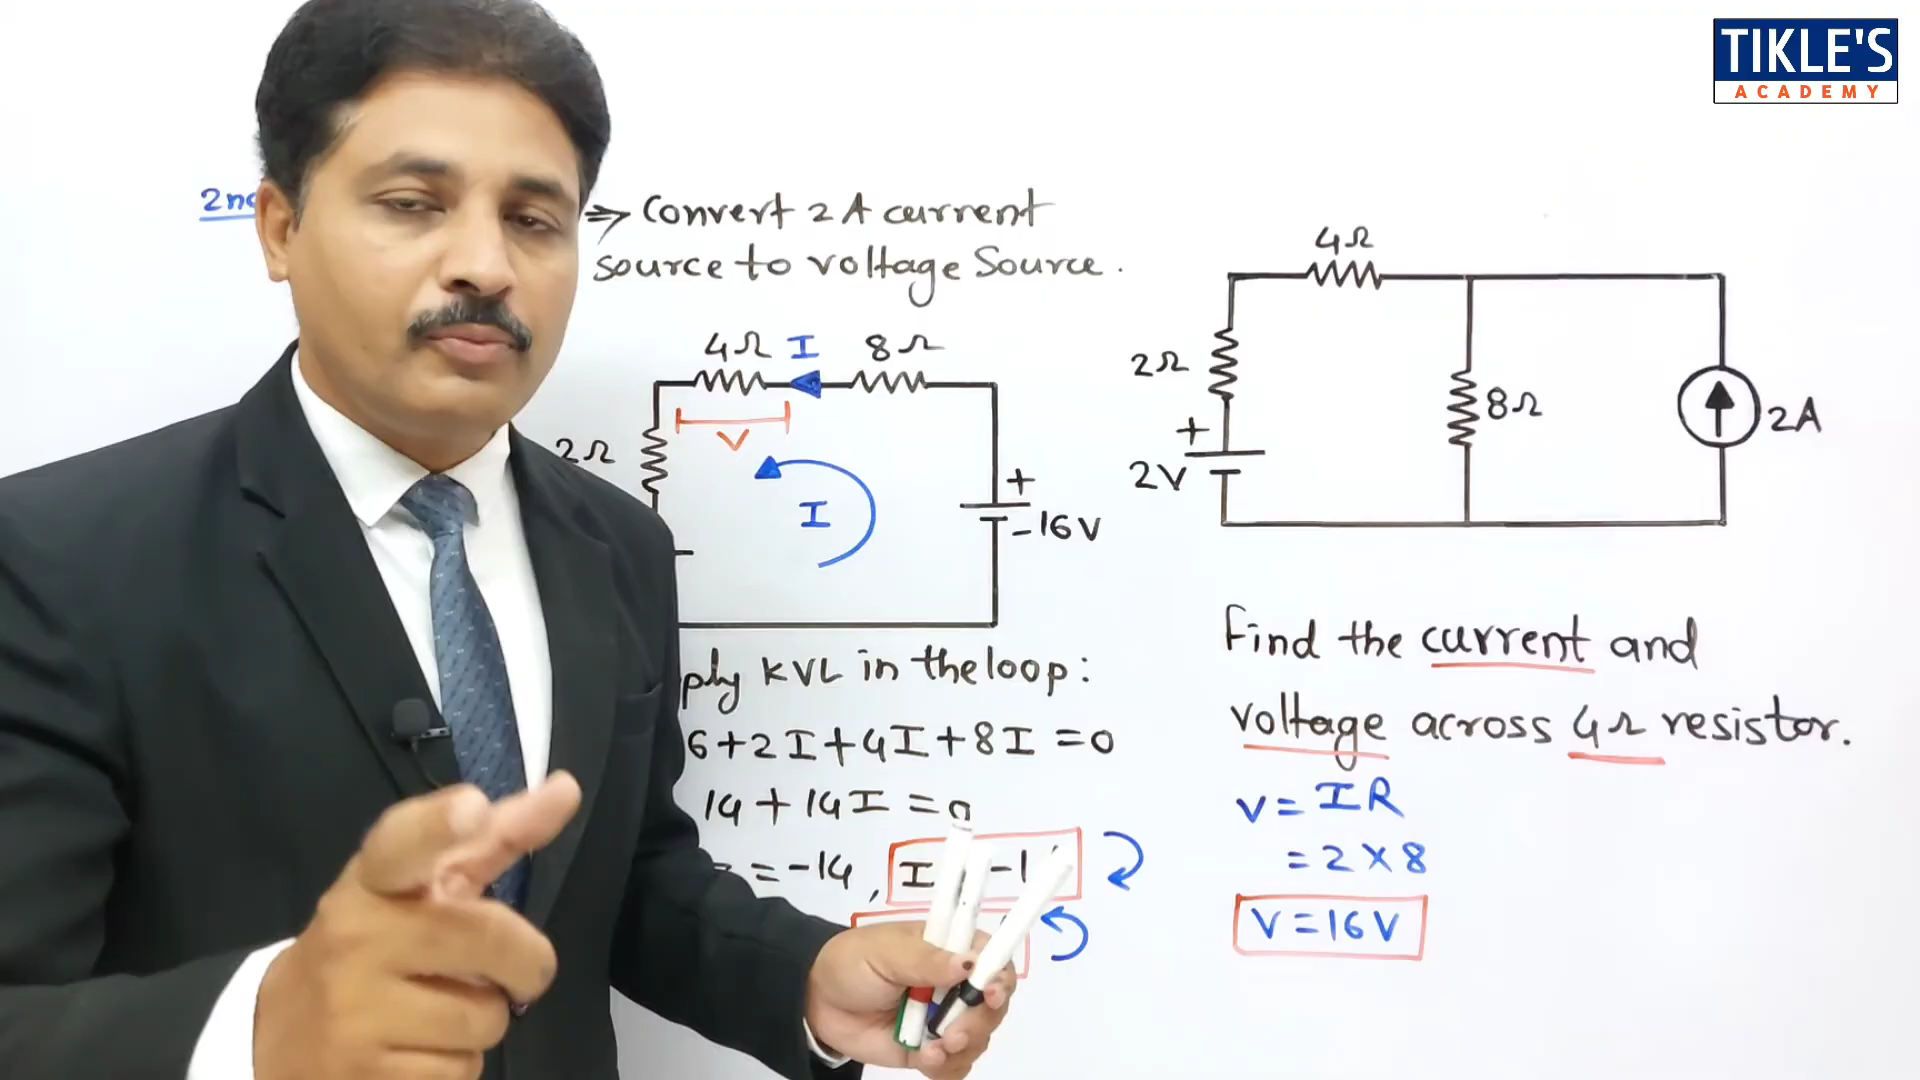 TIKLE'S
ACADEMY
⇒ Convert 2 A current
source to voltage Source.
4Ω I 8Ω
V
2Ω
I
+
-16V
ply KVL in the loop:
6+2I+4I+8I =0
14+14I =0
= -14, I -1
4Ω
2Ω
+
2V
8Ω
2A
Find the current and
voltage across 4Ω resistor.
V = IR
= 2 × 8
V = 16V